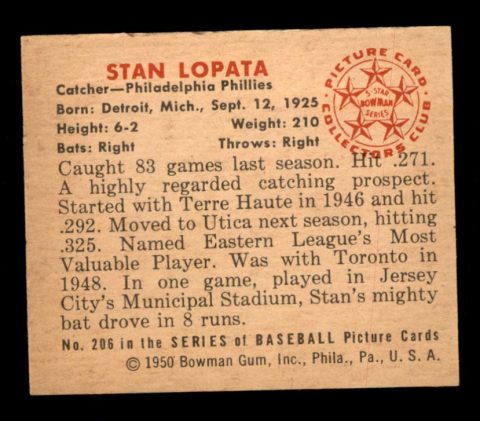 STAN LOPATA
Catcher—Philadelphia Phillies
Born: Detroit, Mich., Sept. 12, 1925
Height: 6-2 Weight: 210
Bats: Right Throws: Right
PICTURE CARD
5-STAR
BOWMAN
SERIES
COLLECTORS CLUB
Caught 83 games last season. Hit .271.
A highly regarded catching prospect.
Started with Terre Haute in 1946 and hit
.292. Moved to Utica next season, hitting
.325. Named Eastern League's Most
Valuable Player. Was with Toronto in
1948. In one game, played in Jersey
City's Municipal Stadium, Stan's mighty
bat drove in 8 runs.
No. 206 in the SERIES of BASEBALL Picture Cards
© 1950 Bowman Gum, Inc., Phila., Pa., U. S. A.